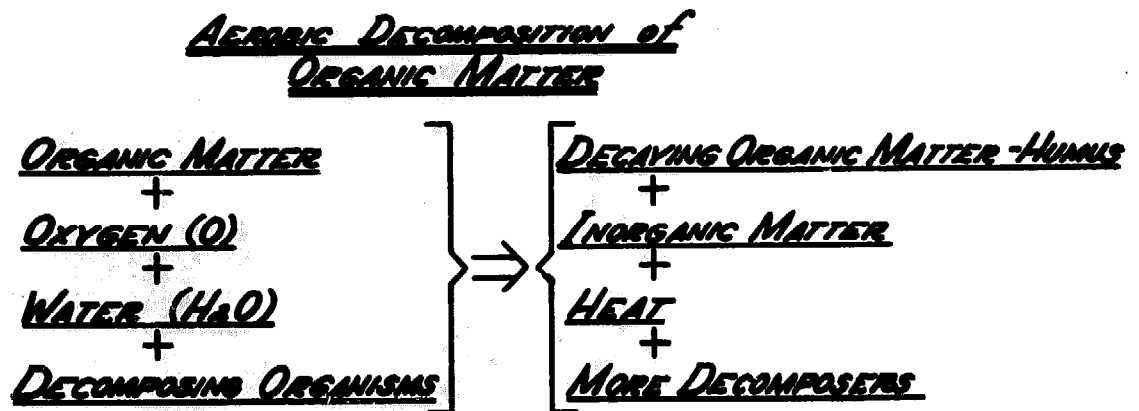 AEROBIC DECOMPOSITION of
ORGANIC MATTER
ORGANIC MATTER
+
OXYGEN (O)
+
WATER (H2O)
+
DECOMPOSING ORGANISMS
⇒
DECAYING ORGANIC MATTER-HUMUS
+
INORGANIC MATTER
+
HEAT
+
MORE DECOMPOSERS